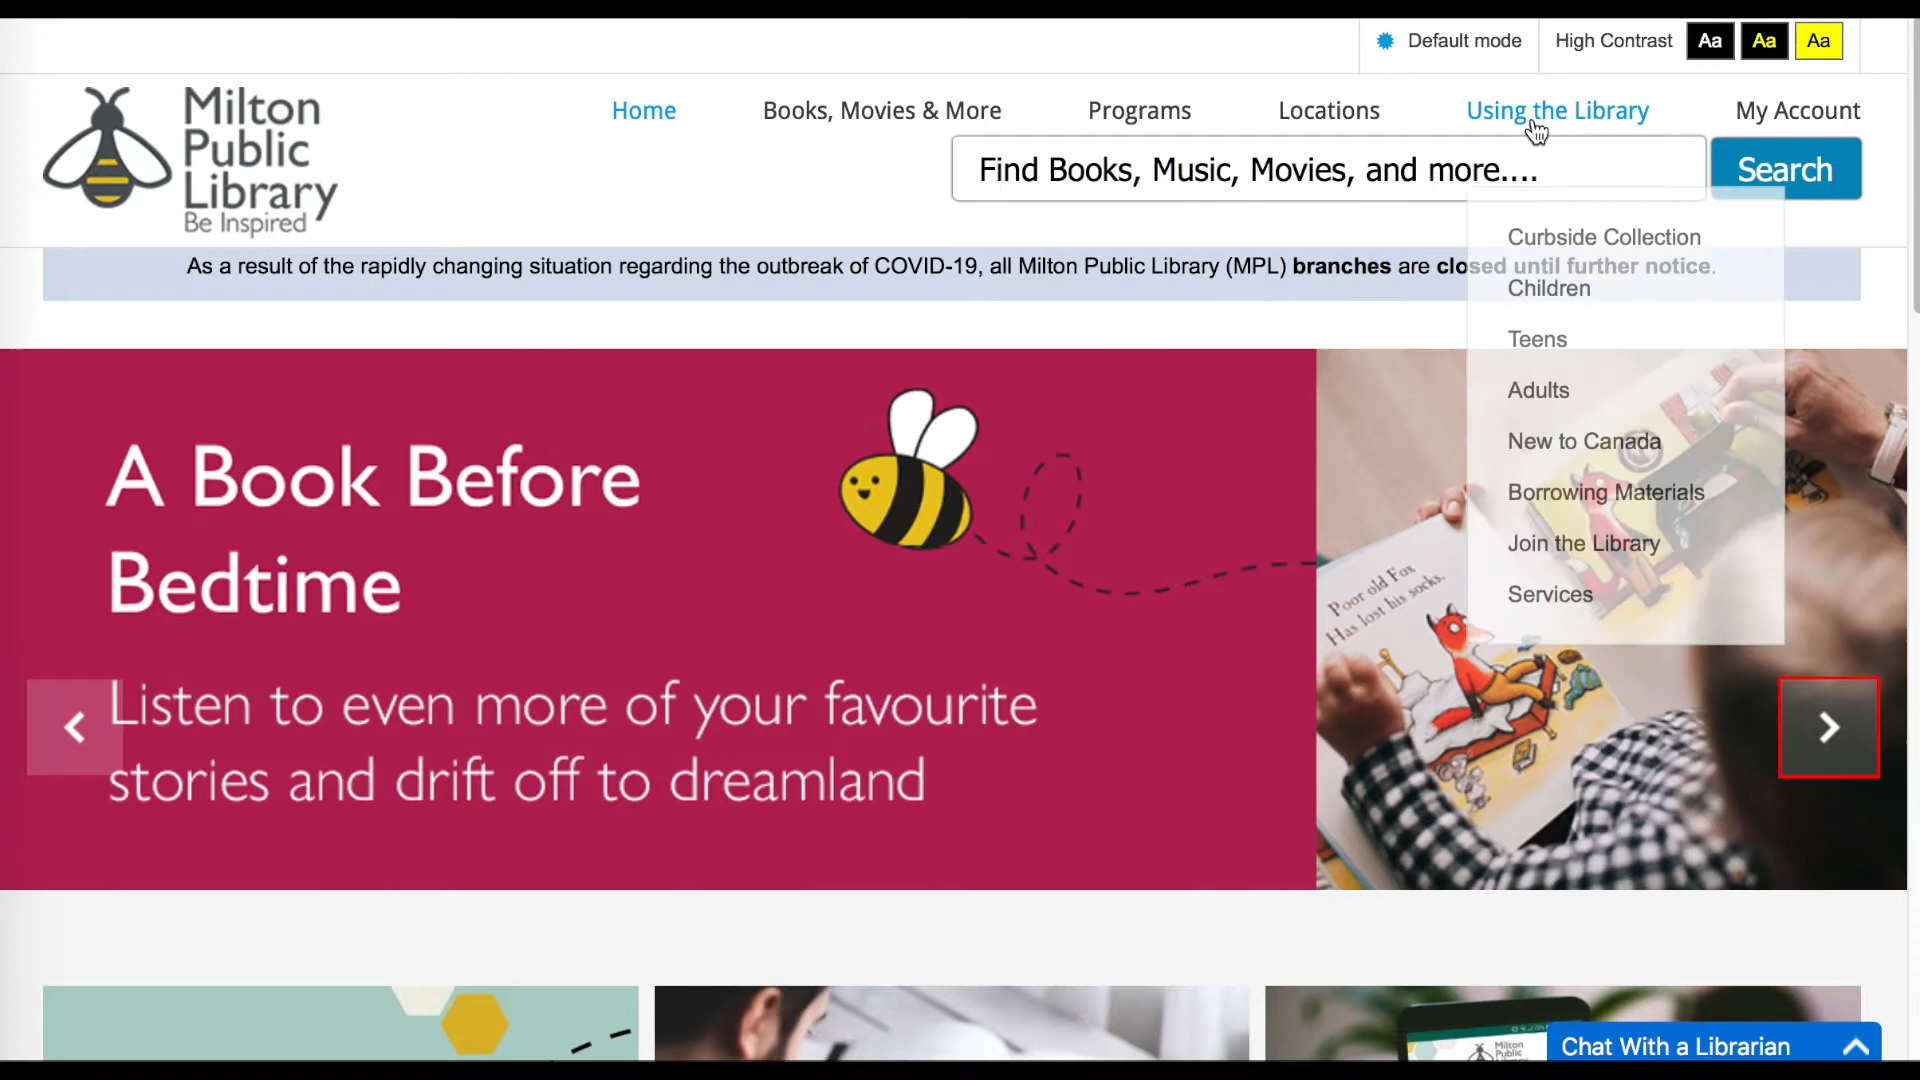 Default mode
High Contrast
Aa
Aa
Aa
Milton
Public
Library
Be Inspired
Home
Books, Movies & More
Programs
Locations
Using the Library
My Account
Find Books, Music, Movies, and more....
Search
As a result of the rapidly changing situation regarding the outbreak of COVID-19, all Milton Public Library (MPL) branches are closed until further notice.
Curbside Collection
Children
Teens
Adults
New to Canada
Borrowing Materials
Join the Library
Services
A Book Before
Bedtime
Listen to even more of your favourite
stories and drift off to dreamland
Poor old Fox
Has lost his socks.
Milton
Public
Chat With a Librarian